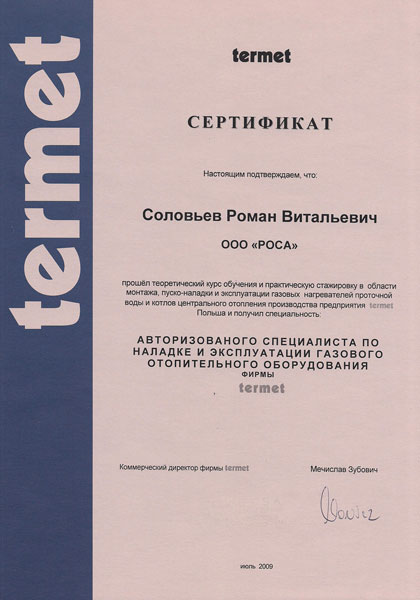 termet
termet
СЕРТИФИКАТ
Настоящим подтверждаем, что:
Соловьев Роман Витальевич
ООО «РОСА»
прошёл теоретический курс обучения и практическую стажировку в области
монтажа, пуско-наладки и эксплуатации газовых нагревателей проточной
воды и котлов центрального отопления производства предприятия termet
Польша и получил специальность:
АВТОРИЗОВАНОГО СПЕЦИАЛИСТА ПО
НАЛАДКЕ И ЭКСПЛУАТАЦИИ ГАЗОВОГО
ОТОПИТЕЛЬНОГО ОБОРУДОВАНИЯ
ФИРМЫ
termet
Коммерческий директор фирмы termet Мечислав Зубович
июль 2009